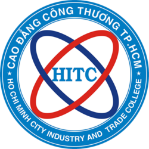 CAO ĐẲNG CÔNG THƯƠNG TP.HCM
HITC
HO CHI MINH CITY INDUSTRY AND TRADE COLLEGE